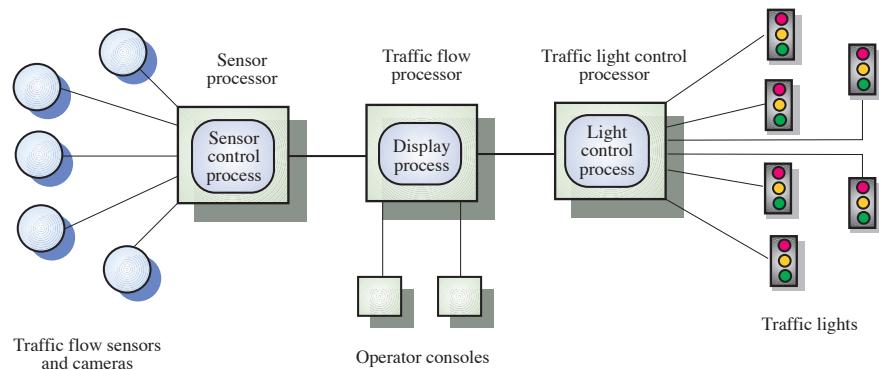 Sensor
processor
Traffic flow
processor
Traffic light control
processor
Sensor
control
process
Display
process
Light
control
process
Traffic flow sensors
and cameras
Operator consoles
Traffic lights